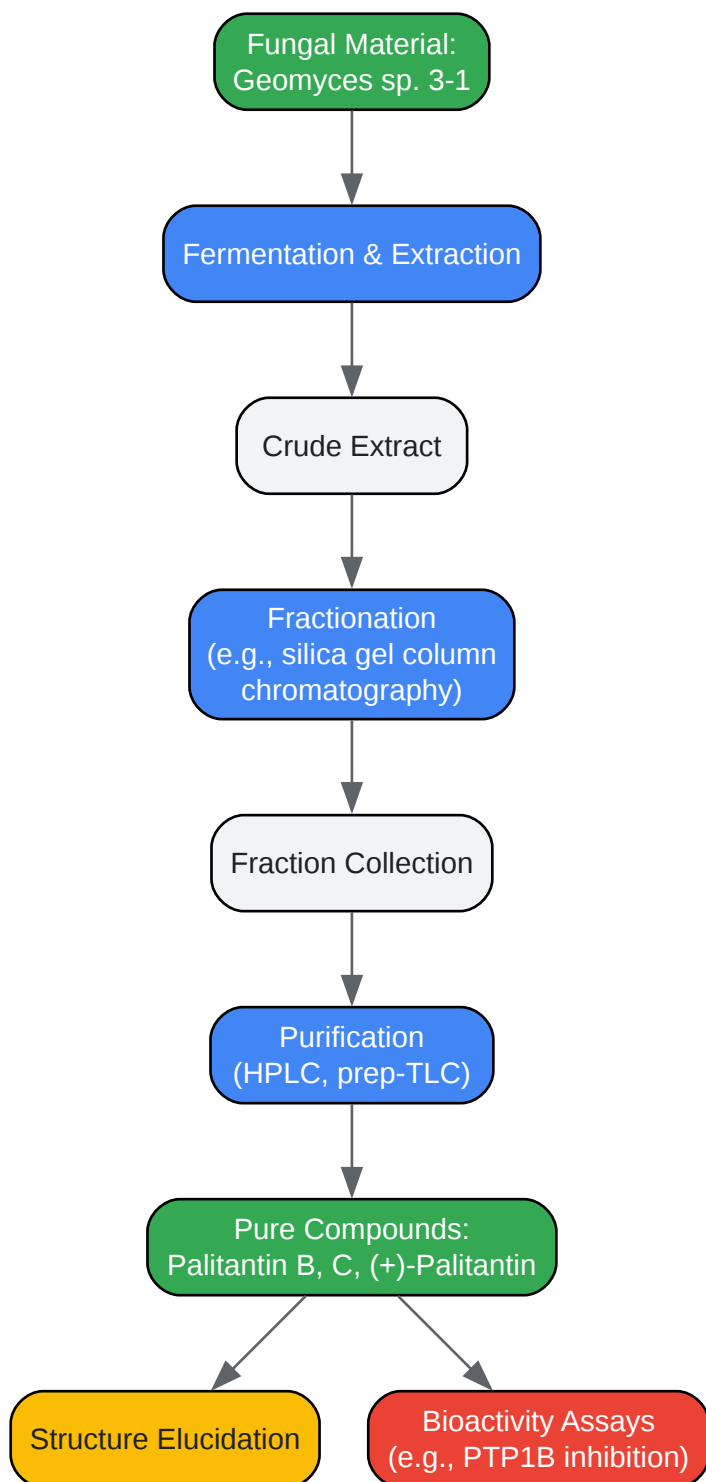 Fungal Material:
Geomyces sp. 3-1
Fermentation & Extraction
Crude Extract
Fractionation
(e.g., silica gel column
chromatography)
Fraction Collection
Purification
(HPLC, prep-TLC)
Pure Compounds:
Palitantin B, C, (+)-Palitantin
Structure Elucidation
Bioactivity Assays
(e.g., PTP1B inhibition)